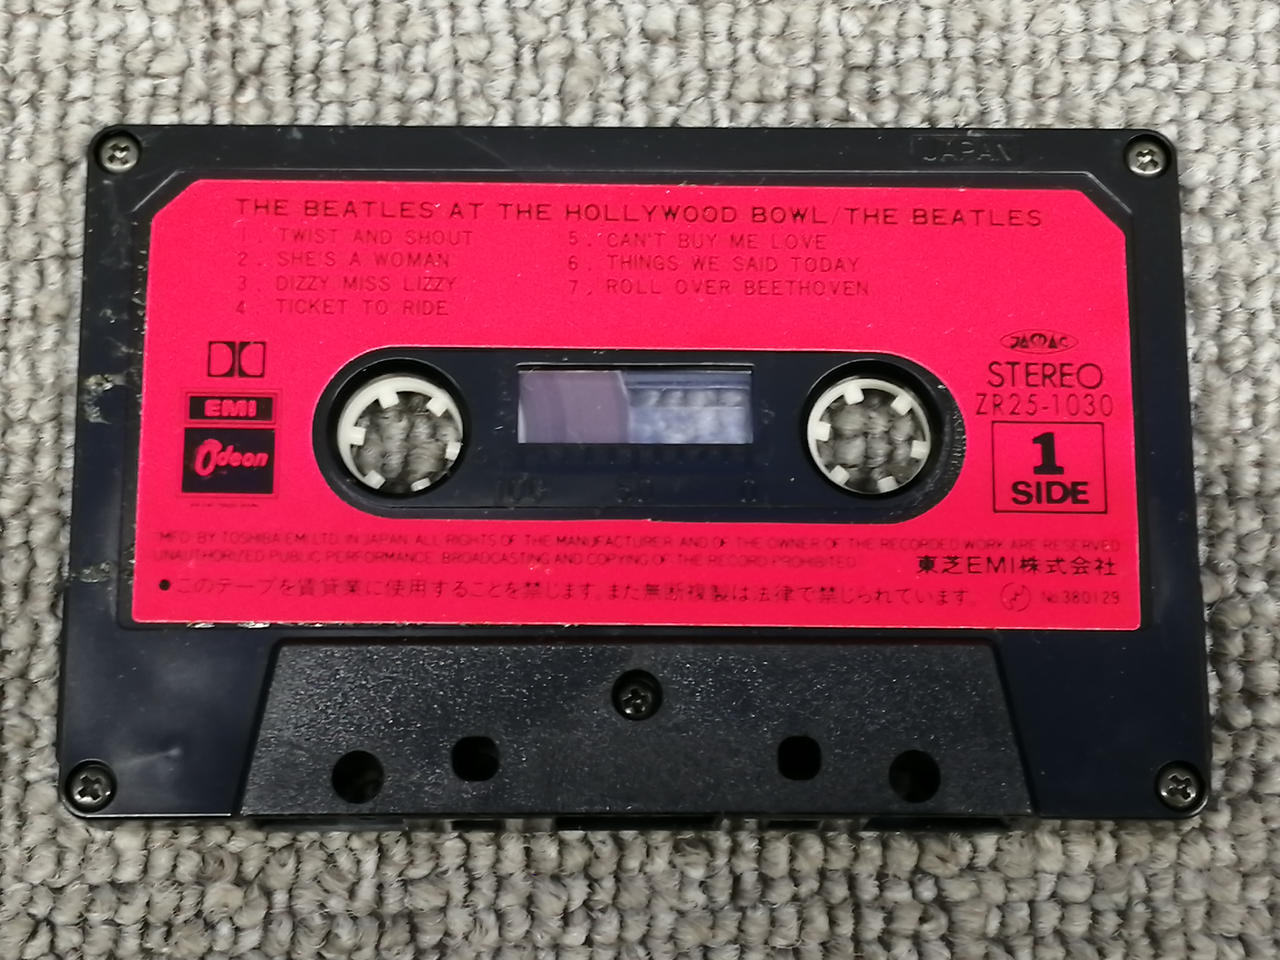 JAPAN
THE BEATLES AT THE HOLLYWOOD BOWL/THE BEATLES
1. TWIST AND SHOUT
2. SHE'S A WOMAN
3. DIZZY MISS LIZZY
4. TICKET TO RIDE
5. CAN'T BUY ME LOVE
6. THINGS WE SAID TODAY
7. ROLL OVER BEETHOVEN
EMI
Odeon
JAMAC
STEREO
ZR25-1030
1
SIDE
100 50 0
MFD. BY TOSHIBA EMI LTD. IN JAPAN ALL RIGHTS OF THE MANUFACTURER AND OF THE OWNER OF THE RECORDED WORK ARE RESERVED
UNAUTHORIZED PUBLIC PERFORMANCE. BROADCASTING AND COPYING OF THE RECORD PROHIBITED
東芝EMI株式会社
●このテープを賃貸業に使用することを禁じます。また無断複製は法律で禁じられています。
No.380129